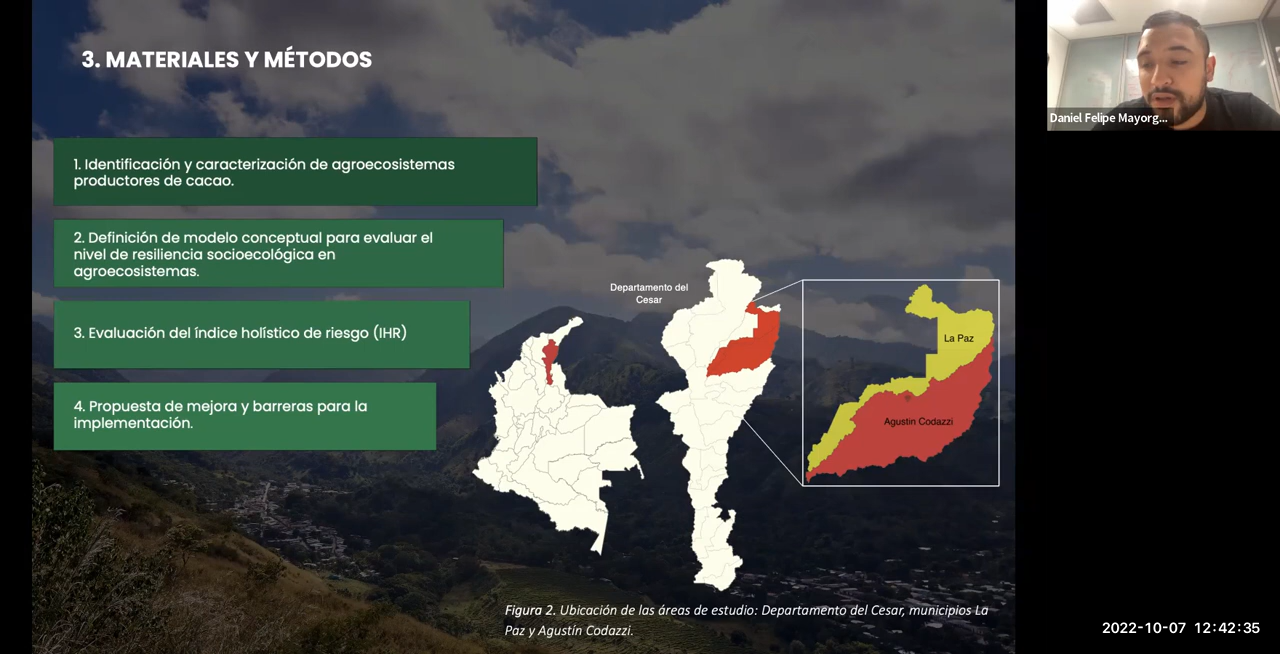 3. MATERIALES Y MÉTODOS
1. Identificación y caracterización de agroecosistemas
productores de cacao.
2. Definición de modelo conceptual para evaluar el
nivel de resiliencia socioecológica en
agroecosistemas.
3. Evaluación del índice holístico de riesgo (IHR)
4. Propuesta de mejora y barreras para la
implementación.
Departamento del
Cesar
La Paz
Agustin Codazzi
Figura 2. Ubicación de las áreas de estudio: Departamento del Cesar, municipios La
Paz y Agustín Codazzi.
Daniel Felipe Mayorg...
2022-10-07 12:42:35